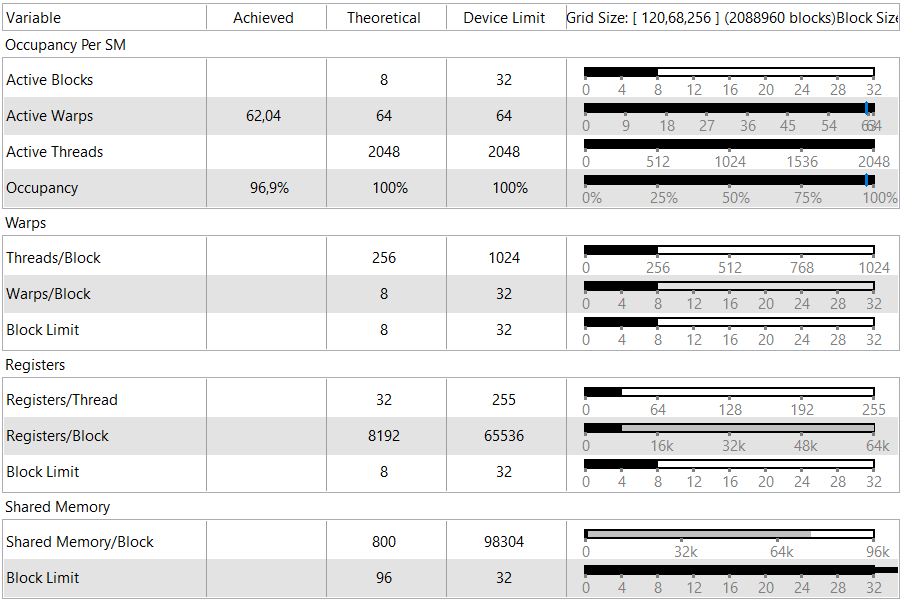 Variable Achieved Theoretical Device Limit Grid Size: [ 120,68,256 ] (2088960 blocks)Block Size
Occupancy Per SM
Active Blocks 8 32
0 4 8 12 16 20 24 28 32
Active Warps 62,04 64 64
0 9 18 27 36 45 54 63 64
Active Threads 2048 2048
0 512 1024 1536 2048
Occupancy 96,9% 100% 100%
0% 25% 50% 75% 100%
Warps
Threads/Block 256 1024
0 256 512 768 1024
Warps/Block 8 32
0 4 8 12 16 20 24 28 32
Block Limit 8 32
0 4 8 12 16 20 24 28 32
Registers
Registers/Thread 32 255
0 64 128 192 255
Registers/Block 8192 65536
0 16k 32k 48k 64k
Block Limit 8 32
0 4 8 12 16 20 24 28 32
Shared Memory
Shared Memory/Block 800 98304
0 32k 64k 96k
Block Limit 96 32
0 4 8 12 16 20 24 28 32